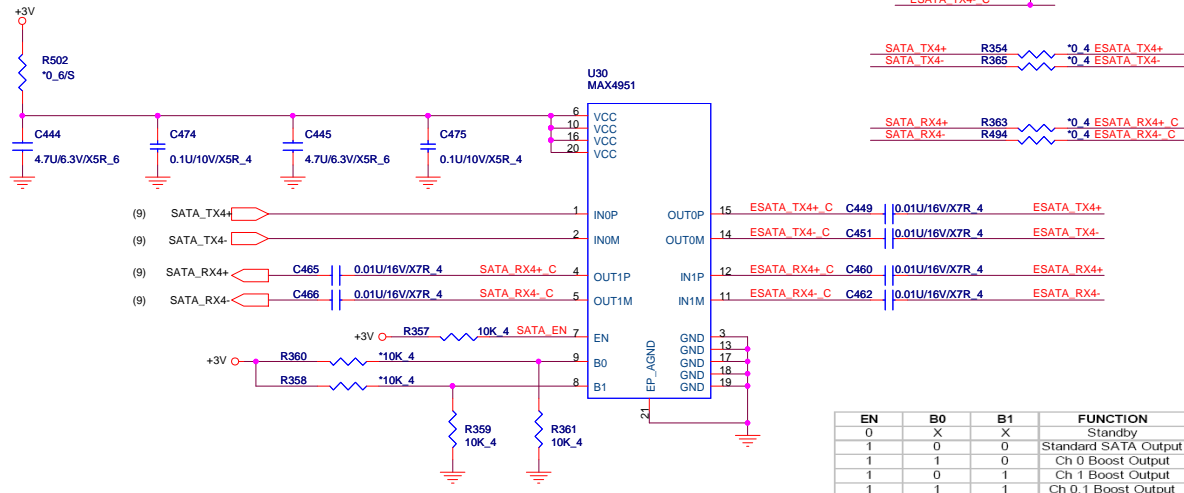 ESATA_TX4-_C
+3V
R502
*0_6/S
SATA_TX4+ R354 *0_4 ESATA_TX4+
SATA_TX4- R365 *0_4 ESATA_TX4-
U30
MAX4951
C444
4.7U/6.3V/X5R_6
C474
0.1U/10V/X5R_4
C445
4.7U/6.3V/X5R_6
C475
0.1U/10V/X5R_4
6 VCC
10 VCC
16 VCC
20 VCC
SATA_RX4+ R363 *0_4 ESATA_RX4+_C
SATA_RX4- R494 *0_4 ESATA_RX4-_C
(9) SATA_TX4+ 1 IN0P OUT0P 15 ESATA_TX4+_C C449 0.01U/16V/X7R_4 ESATA_TX4+
(9) SATA_TX4- 2 IN0M OUT0M 14 ESATA_TX4-_C C451 0.01U/16V/X7R_4 ESATA_TX4-
(9) SATA_RX4+ C465 0.01U/16V/X7R_4 SATA_RX4+_C 4 OUT1P IN1P 12 ESATA_RX4+_C C460 0.01U/16V/X7R_4 ESATA_RX4+
(9) SATA_RX4- C466 0.01U/16V/X7R_4 SATA_RX4-_C 5 OUT1M IN1M 11 ESATA_RX4-_C C462 0.01U/16V/X7R_4 ESATA_RX4-
+3V R357 10K_4 SATA_EN 7 EN GND 3
GND 13
+3V R360 *10K_4 9 B0 GND 17
GND 18
R358 *10K_4 8 B1 GND 19
EP_AGND
21
R359
10K_4
R361
10K_4
EN B0 B1 FUNCTION
0 X X Standby
1 0 0 Standard SATA Output
1 1 0 Ch 0 Boost Output
1 0 1 Ch 1 Boost Output
1 1 1 Ch 0,1 Boost Output